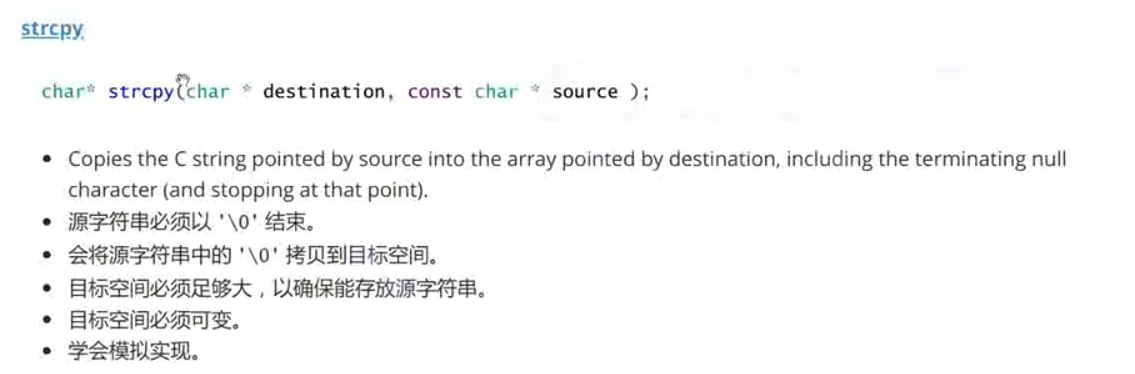 strcpy
char* strcpy(char * destination, const char * source );
• Copies the C string pointed by source into the array pointed by destination, including the terminating null
character (and stopping at that point).
• 源字符串必须以 '\0' 结束。
• 会将源字符串中的 '\0' 拷贝到目标空间。
• 目标空间必须足够大，以确保能存放源字符串。
• 目标空间必须可变。
• 学会模拟实现。